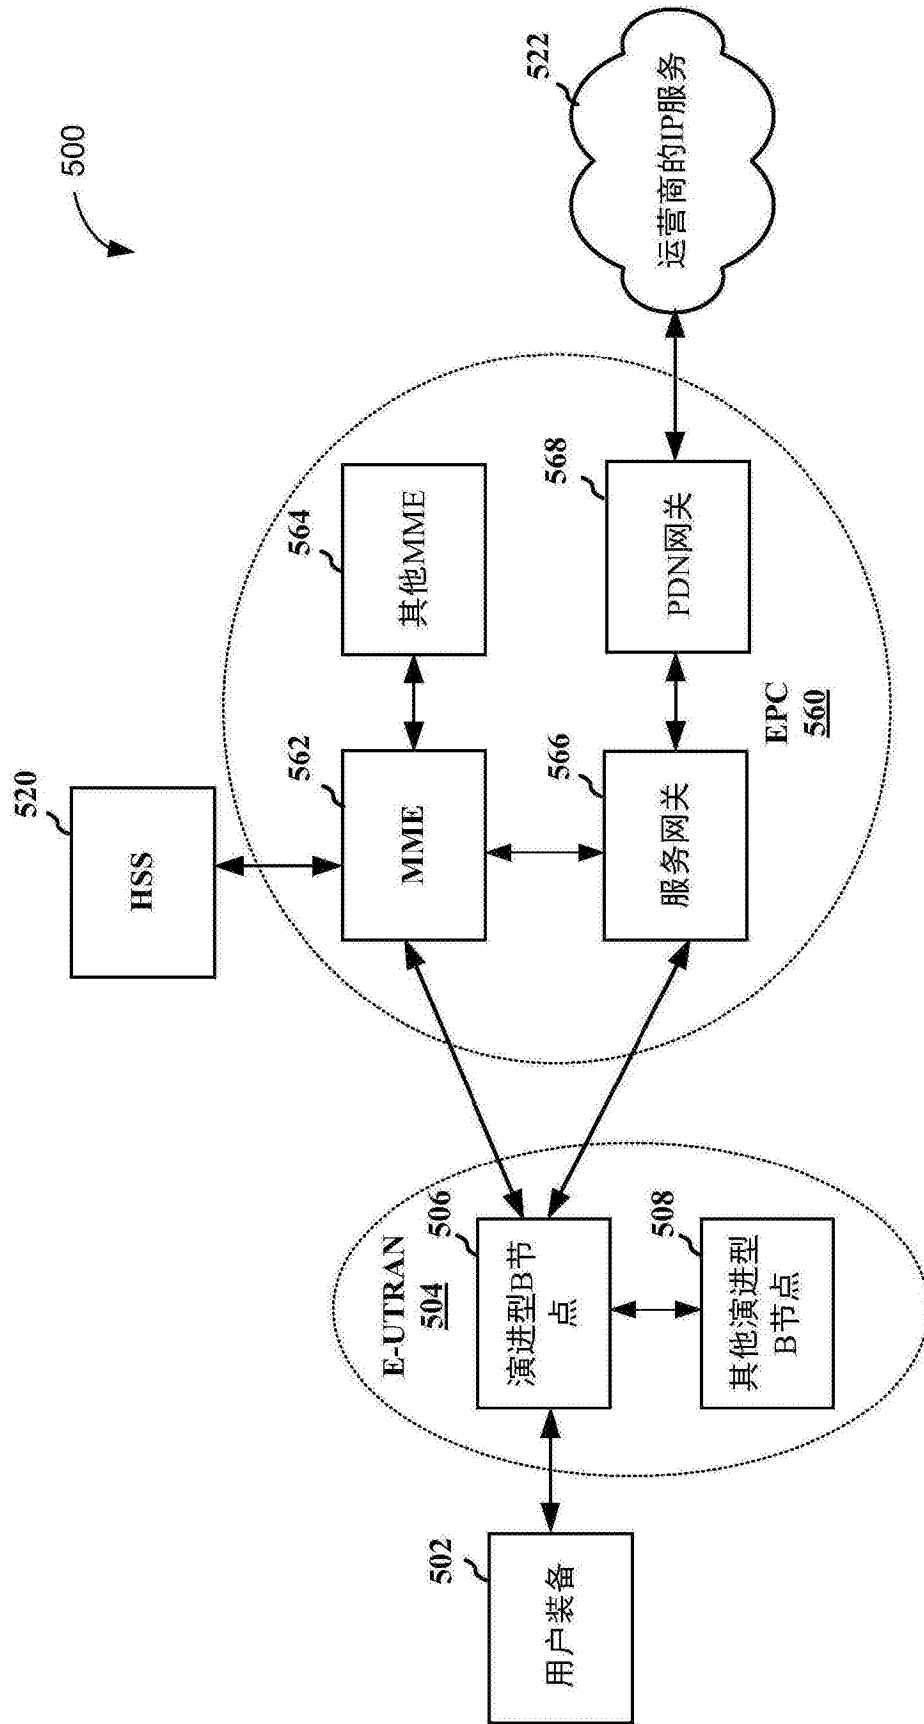 500
520
HSS
562
MME
564
其他MME
566
服务网关
568
PDN网关
EPC
560
522
运营商的IP服务
E-UTRAN
504
506
演进型B节
点
508
其他演进型
B节点
502
用户装备